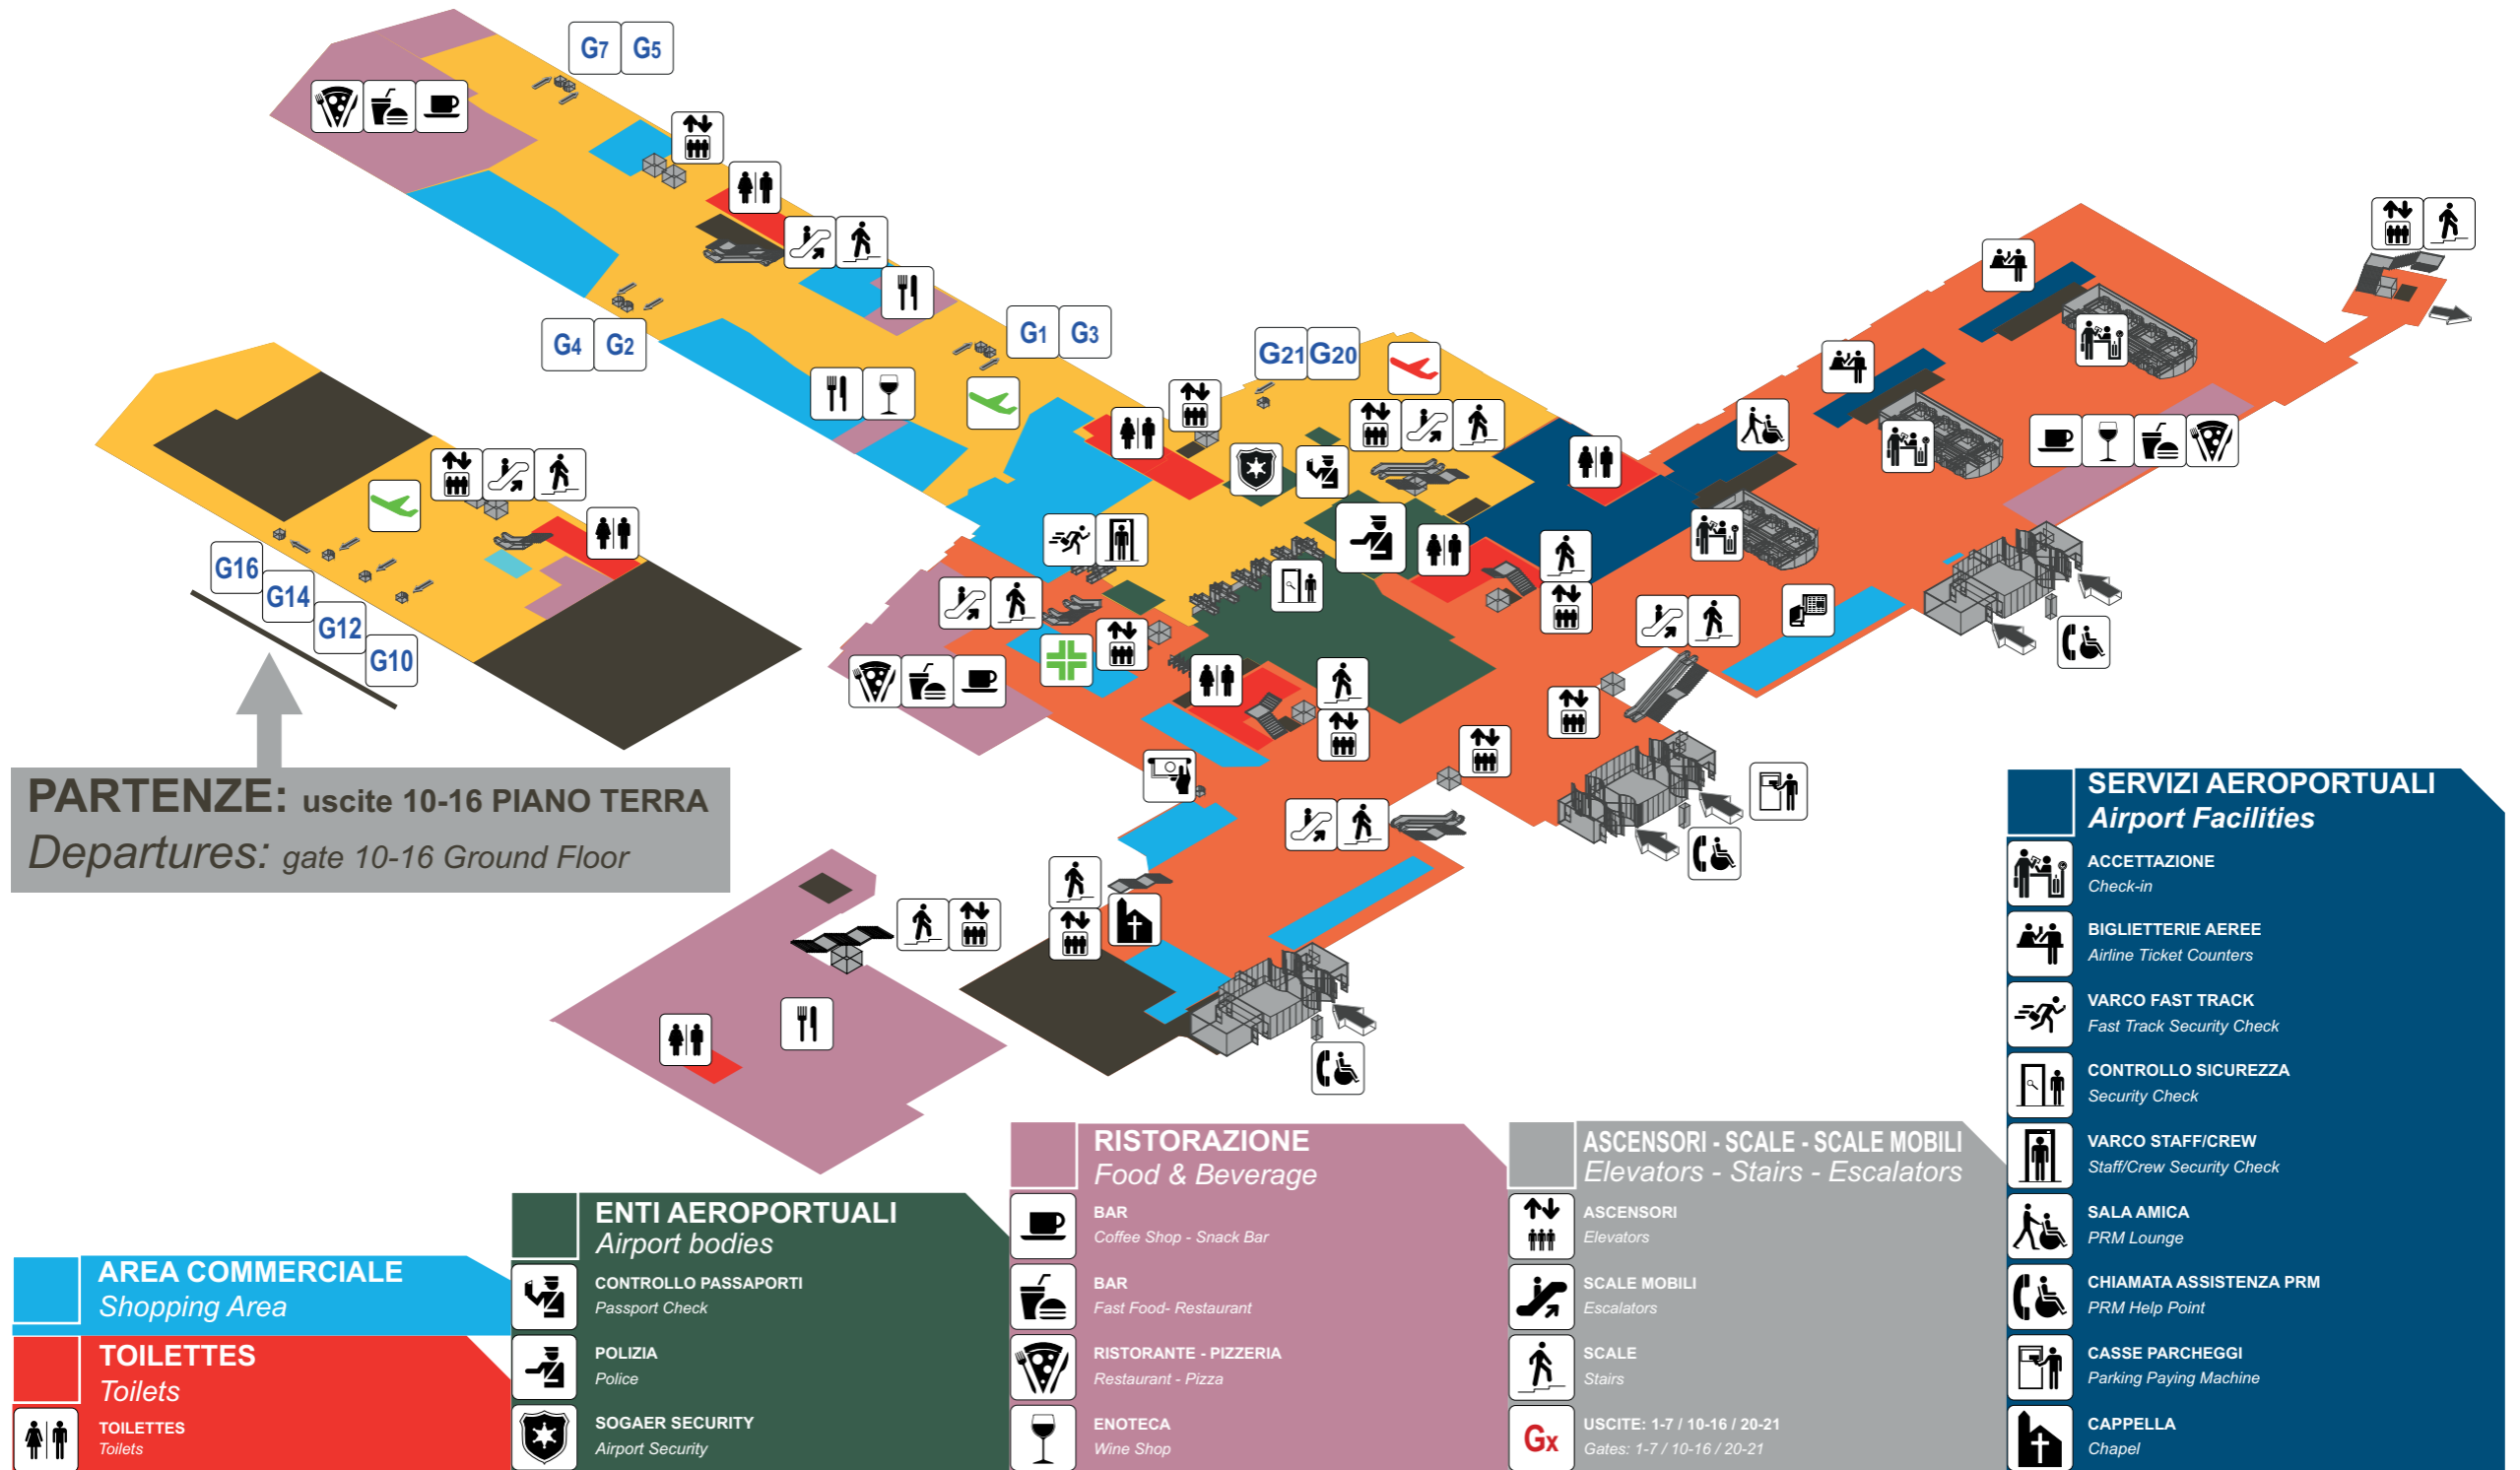 G7 G5
G4 G2
G1 G3
G21 G20
G16
G14
G12
G10
PARTENZE: uscite 10-16 PIANO TERRA
Departures: gate 10-16 Ground Floor
AREA COMMERCIALE
Shopping Area
TOILETTES
Toilets
TOILETTES
Toilets
ENTI AEROPORTUALI
Airport bodies
CONTROLLO PASSAPORTI
Passport Check
POLIZIA
Police
SOGAER SECURITY
Airport Security
RISTORAZIONE
Food & Beverage
BAR
Coffee Shop - Snack Bar
BAR
Fast Food- Restaurant
RISTORANTE - PIZZERIA
Restaurant - Pizza
ENOTECA
Wine Shop
ASCENSORI - SCALE - SCALE MOBILI
Elevators - Stairs - Escalators
ASCENSORI
Elevators
SCALE MOBILI
Escalators
SCALE
Stairs
Gx
USCITE: 1-7 / 10-16 / 20-21
Gates: 1-7 / 10-16 / 20-21
SERVIZI AEROPORTUALI
Airport Facilities
ACCETTAZIONE
Check-in
BIGLIETTERIE AEREE
Airline Ticket Counters
VARCO FAST TRACK
Fast Track Security Check
CONTROLLO SICUREZZA
Security Check
VARCO STAFF/CREW
Staff/Crew Security Check
SALA AMICA
PRM Lounge
CHIAMATA ASSISTENZA PRM
PRM Help Point
CASSE PARCHEGGI
Parking Paying Machine
CAPPELLA
Chapel